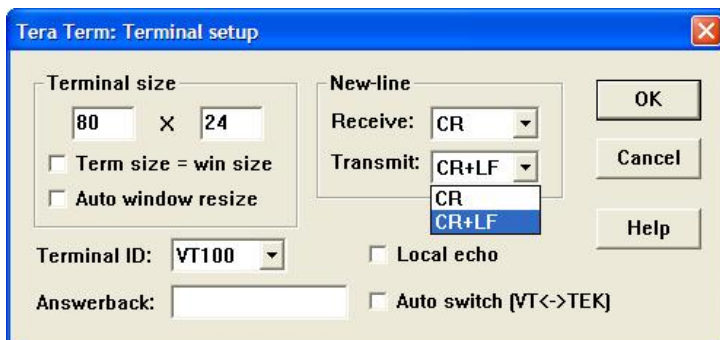 Tera Term: Terminal setup
Terminal size
80 X 24
Term size = win size
Auto window resize
New-line
Receive: CR
Transmit: CR+LF
CR
CR+LF
OK
Cancel
Help
Terminal ID: VT100
Local echo
Answerback:
Auto switch (VT<->TEK)